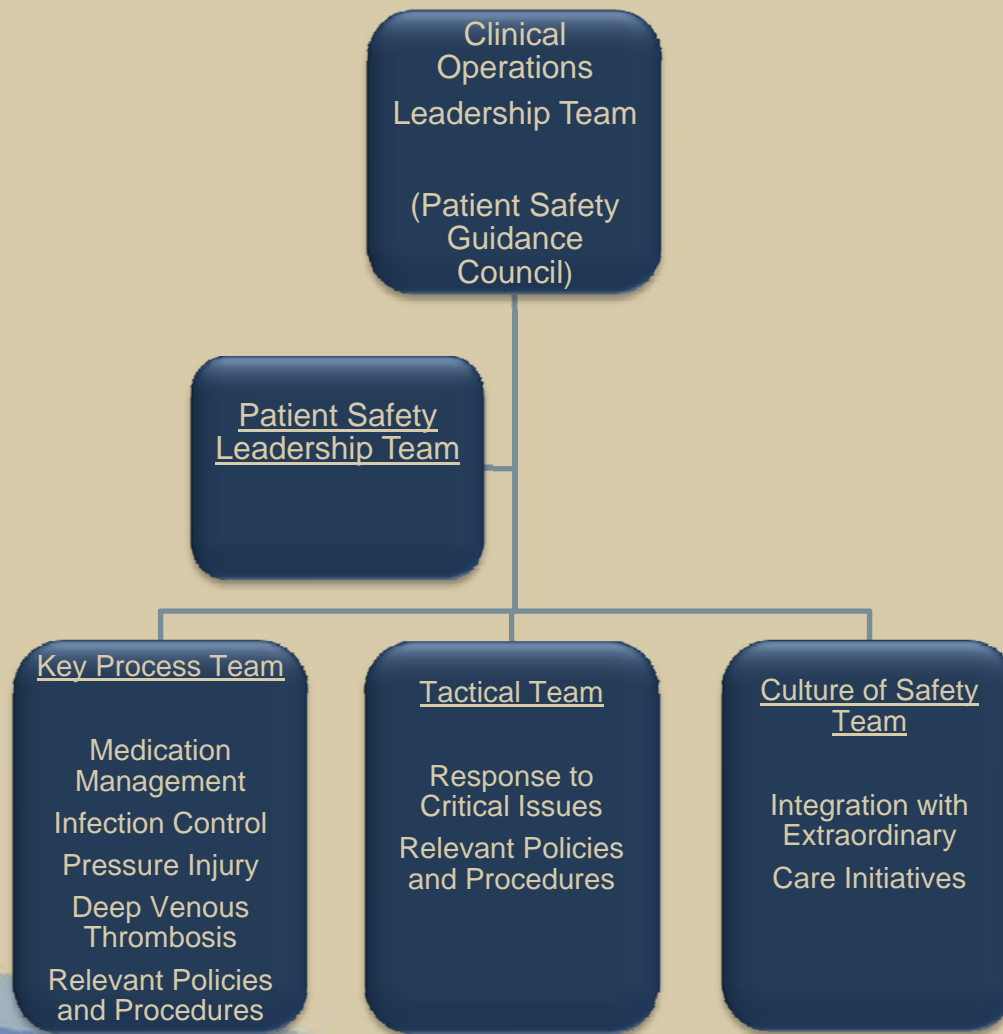 Clinical
Operations
Leadership Team
(Patient Safety
Guidance
Council)
Patient Safety
Leadership Team
Key Process Team
Medication
Management
Infection Control
Pressure Injury
Deep Venous
Thrombosis
Relevant Policies
and Procedures
Tactical Team
Response to
Critical Issues
Relevant Policies
and Procedures
Culture of Safety
Team
Integration with
Extraordinary
Care Initiatives